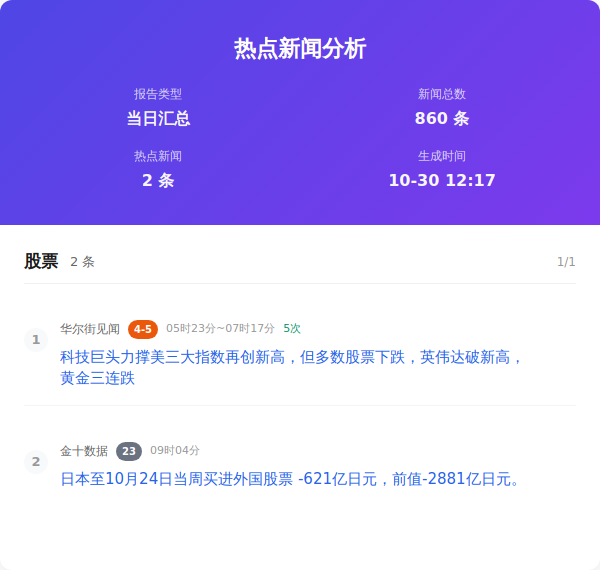 热点新闻分析
报告类型
当日汇总
新闻总数
860 条
热点新闻
2 条
生成时间
10-30 12:17
股票 2 条 1/1
1
华尔街见闻 4-5 05时23分~07时17分 5次
科技巨头力撑美三大指数再创新高，但多数股票下跌，英伟达破新高，
黄金三连跌
2
金十数据 23 09时04分
日本至10月24日当周买进外国股票 -621亿日元，前值-2881亿日元。